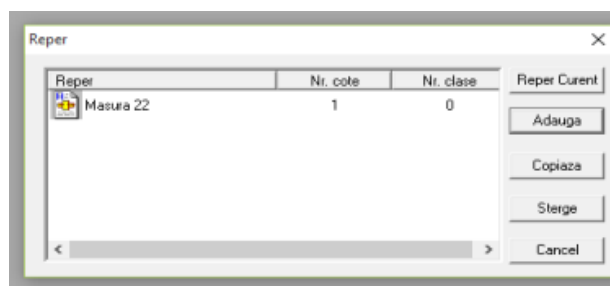 Reper
Reper Nr. cote Nr. clase
Masura 22 1 0
Reper Curent
Adauga
Copiaza
Sterge
Cancel